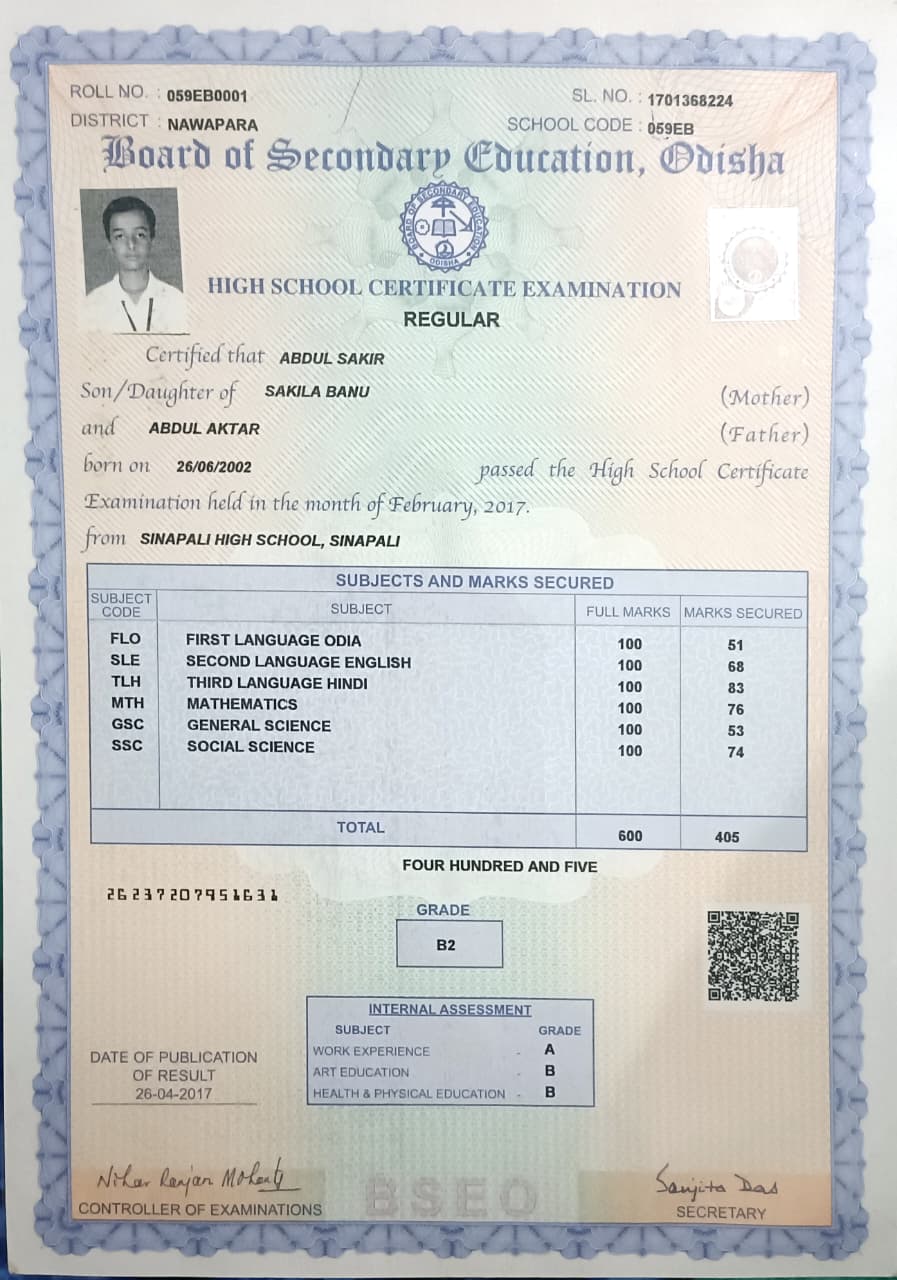 ROLL NO. : 059EB0001
SL. NO. : 1701368224
DISTRICT : NAWAPARA
SCHOOL CODE : 059EB
Board of Secondary Education, Odisha
BOARD OF SECONDARY EDUCATION
ODISHA
HIGH SCHOOL CERTIFICATE EXAMINATION
REGULAR
Certified that ABDUL SAKIR
Son/Daughter of SAKILA BANU (Mother)
and ABDUL AKTAR (Father)
born on 26/06/2002 passed the High School Certificate
Examination held in the month of February, 2017.
from SINAPALI HIGH SCHOOL, SINAPALI
SUBJECTS AND MARKS SECURED
SUBJECT CODE SUBJECT FULL MARKS MARKS SECURED
FLO FIRST LANGUAGE ODIA 100 51
SLE SECOND LANGUAGE ENGLISH 100 68
TLH THIRD LANGUAGE HINDI 100 83
MTH MATHEMATICS 100 76
GSC GENERAL SCIENCE 100 53
SSC SOCIAL SCIENCE 100 74
TOTAL 600 405
FOUR HUNDRED AND FIVE
26237207951631
GRADE
B2
INTERNAL ASSESSMENT
SUBJECT GRADE
WORK EXPERIENCE - A
ART EDUCATION - B
HEALTH & PHYSICAL EDUCATION - B
DATE OF PUBLICATION
OF RESULT
26-04-2017
Nihar Ranjan Mohanty
Sanjita Das
CONTROLLER OF EXAMINATIONS
BSEO
SECRETARY